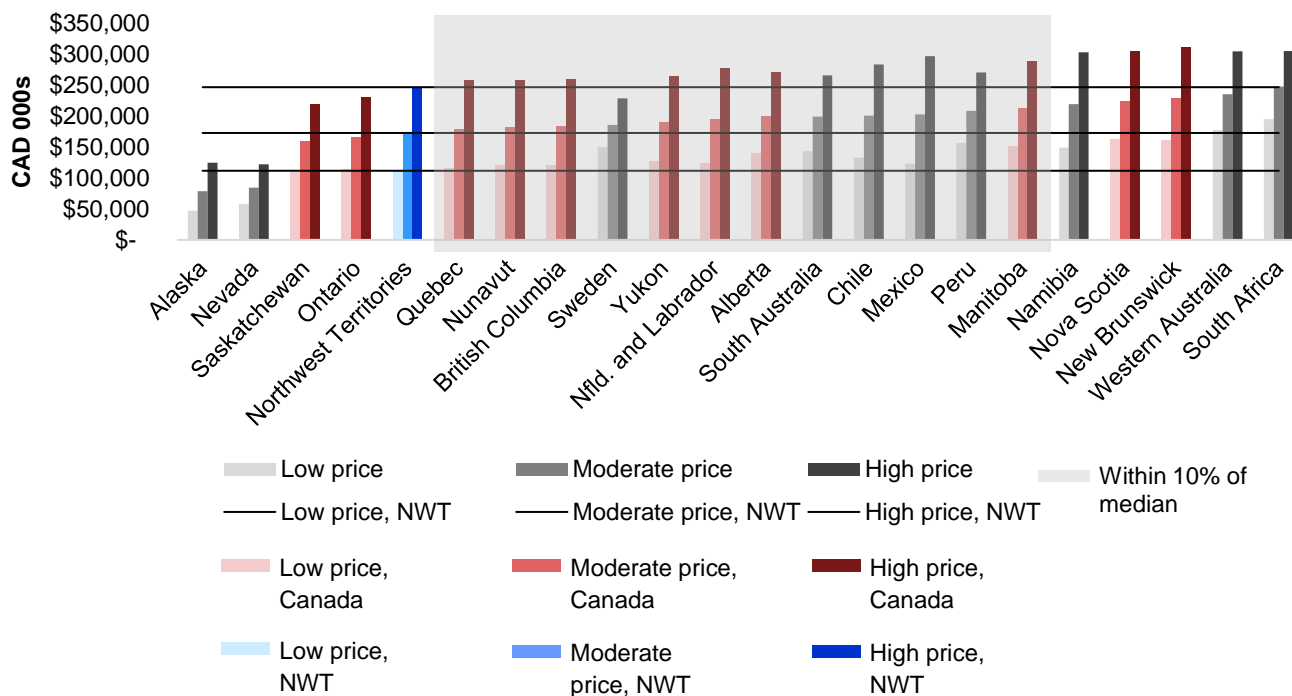 $350,000
$300,000
$250,000
$200,000
$150,000
$100,000
$50,000
$-
CAD 000s
Alaska
Nevada
Saskatchewan
Ontario
Northwest Territories
Quebec
Nunavut
British Columbia
Sweden
Yukon
Nfld. and Labrador
Alberta
South Australia
Chile
Mexico
Peru
Manitoba
Namibia
Nova Scotia
New Brunswick
Western Australia
South Africa
Low price
Moderate price
High price
Within 10% of
median
Low price, NWT
Moderate price, NWT
High price, NWT
Low price,
Canada
Moderate price,
Canada
High price,
Canada
Low price,
NWT
Moderate
price, NWT
High price,
NWT